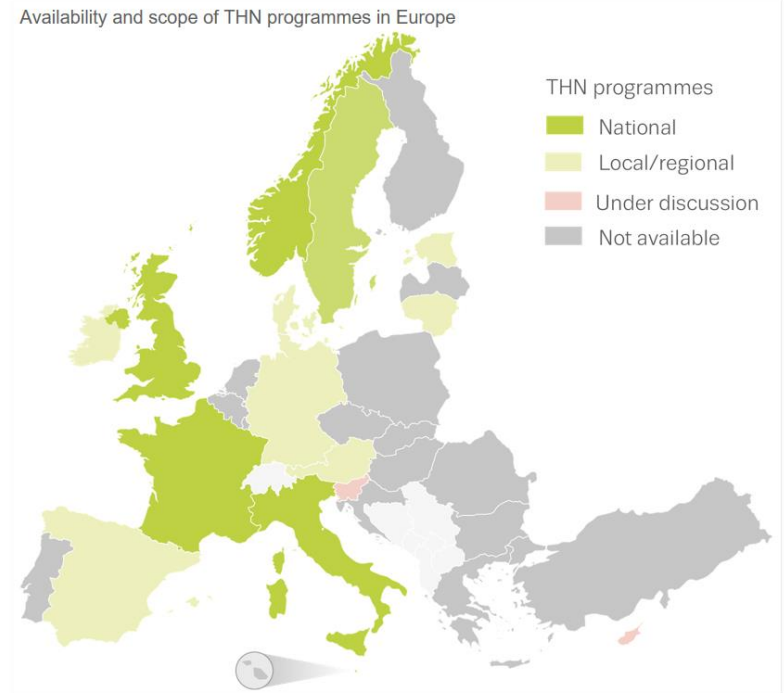 Availability and scope of THN programmes in Europe
THN programmes
National
Local/regional
Under discussion
Not available